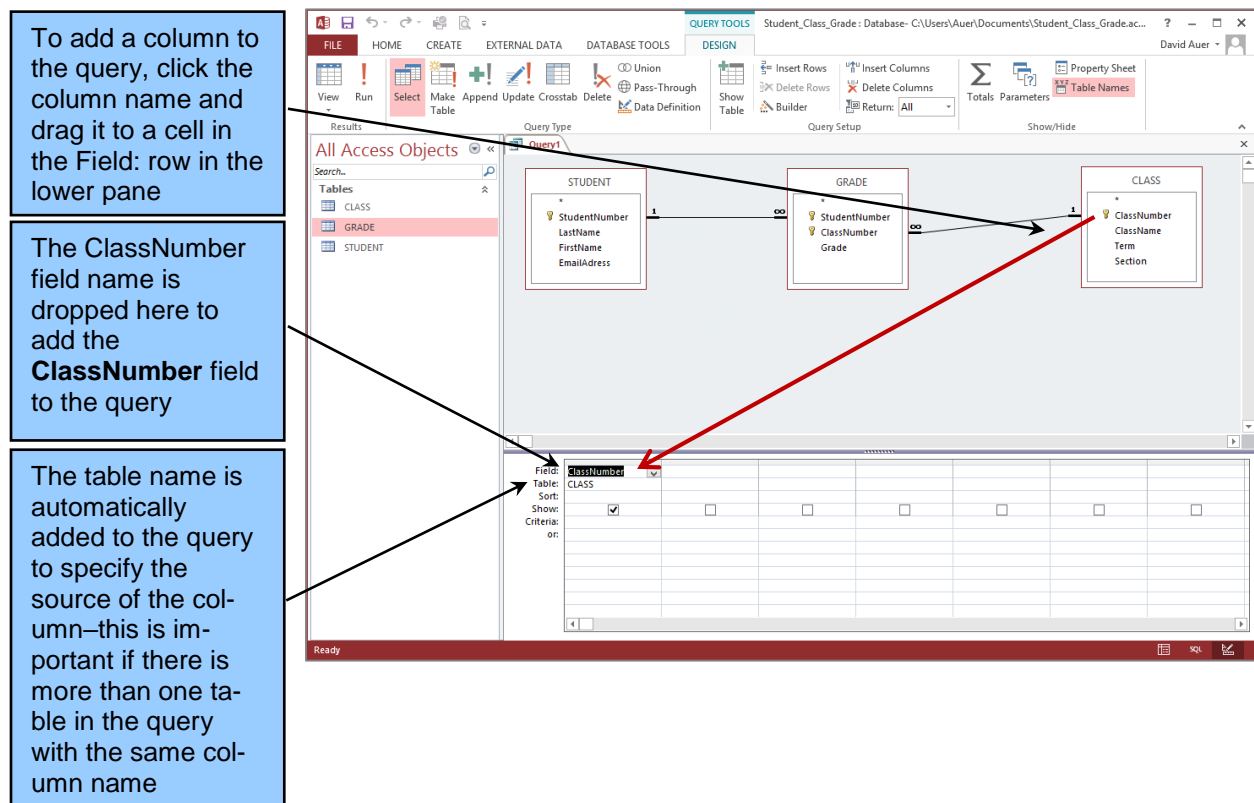 To add a column to
the query, click the
column name and
drag it to a cell in
the Field: row in the
lower pane
The ClassNumber
field name is
dropped here to
add the
ClassNumber field
to the query
The table name is
automatically
added to the query
to specify the
source of the col-
umn–this is im-
portant if there is
more than one ta-
ble in the query
with the same col-
umn name
QUERY TOOLS Student_Class_Grade : Database- C:\Users\Auer\Documents\Student_Class_Grade.ac... ?
FILE HOME CREATE EXTERNAL DATA DATABASE TOOLS DESIGN David Auer
View Run Select Make Table Append Update Crosstab Delete
Union
Pass-Through
Data Definition
Show Table
Insert Rows
Delete Rows
Builder
Insert Columns
Delete Columns
Return: All
Totals Parameters
Property Sheet
Table Names
Results Query Type Query Setup Show/Hide
All Access Objects
Search...
Tables
CLASS
GRADE
STUDENT
Query1
STUDENT
*
StudentNumber
LastName
FirstName
EmailAdress
1 ∞
GRADE
*
StudentNumber
ClassNumber
Grade
∞ 1
CLASS
*
ClassNumber
ClassName
Term
Section
Field: ClassNumber
Table: CLASS
Sort:
Show:
Criteria:
or:
Ready SQL